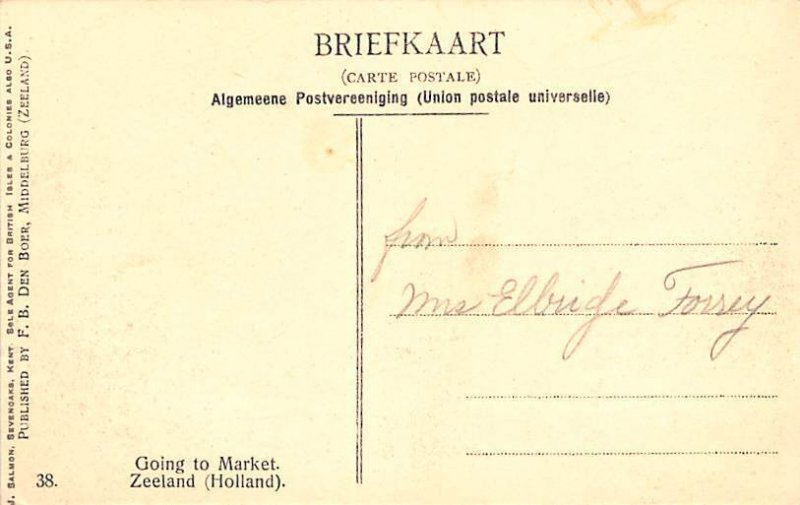 BRIEFKAART
(CARTE POSTALE)
Algemeene Postvereeniging (Union postale universelle)
from
Mrs Elbridge Torrey
Going to Market.
38. Zeeland (Holland).
PUBLISHED BY F. B. DEN BOER, MIDDELBURG (ZEELAND).
J. SALMON, SEVENOAKS, KENT. SOLE AGENT FOR BRITISH ISLES & COLONIES ALSO U.S.A.